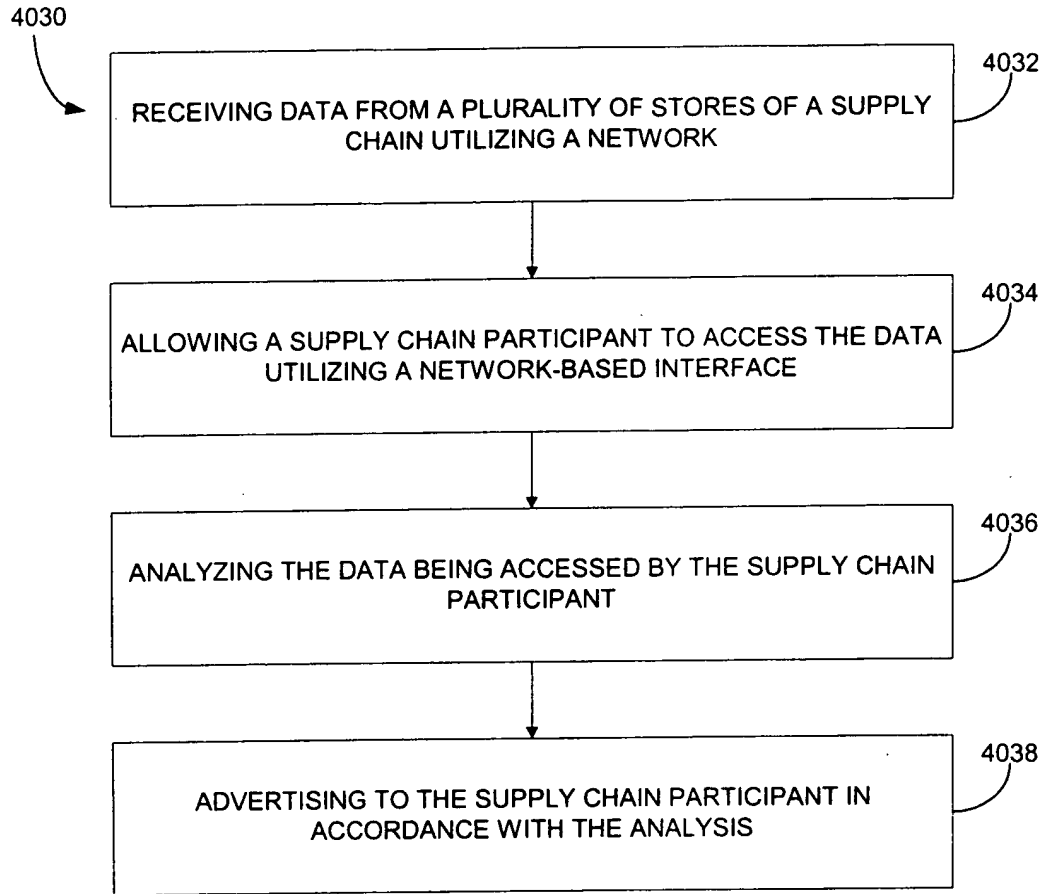 4030
4032
RECEIVING DATA FROM A PLURALITY OF STORES OF A SUPPLY
CHAIN UTILIZING A NETWORK
4034
ALLOWING A SUPPLY CHAIN PARTICIPANT TO ACCESS THE DATA
UTILIZING A NETWORK-BASED INTERFACE
4036
ANALYZING THE DATA BEING ACCESSED BY THE SUPPLY CHAIN
PARTICIPANT
4038
ADVERTISING TO THE SUPPLY CHAIN PARTICIPANT IN
ACCORDANCE WITH THE ANALYSIS